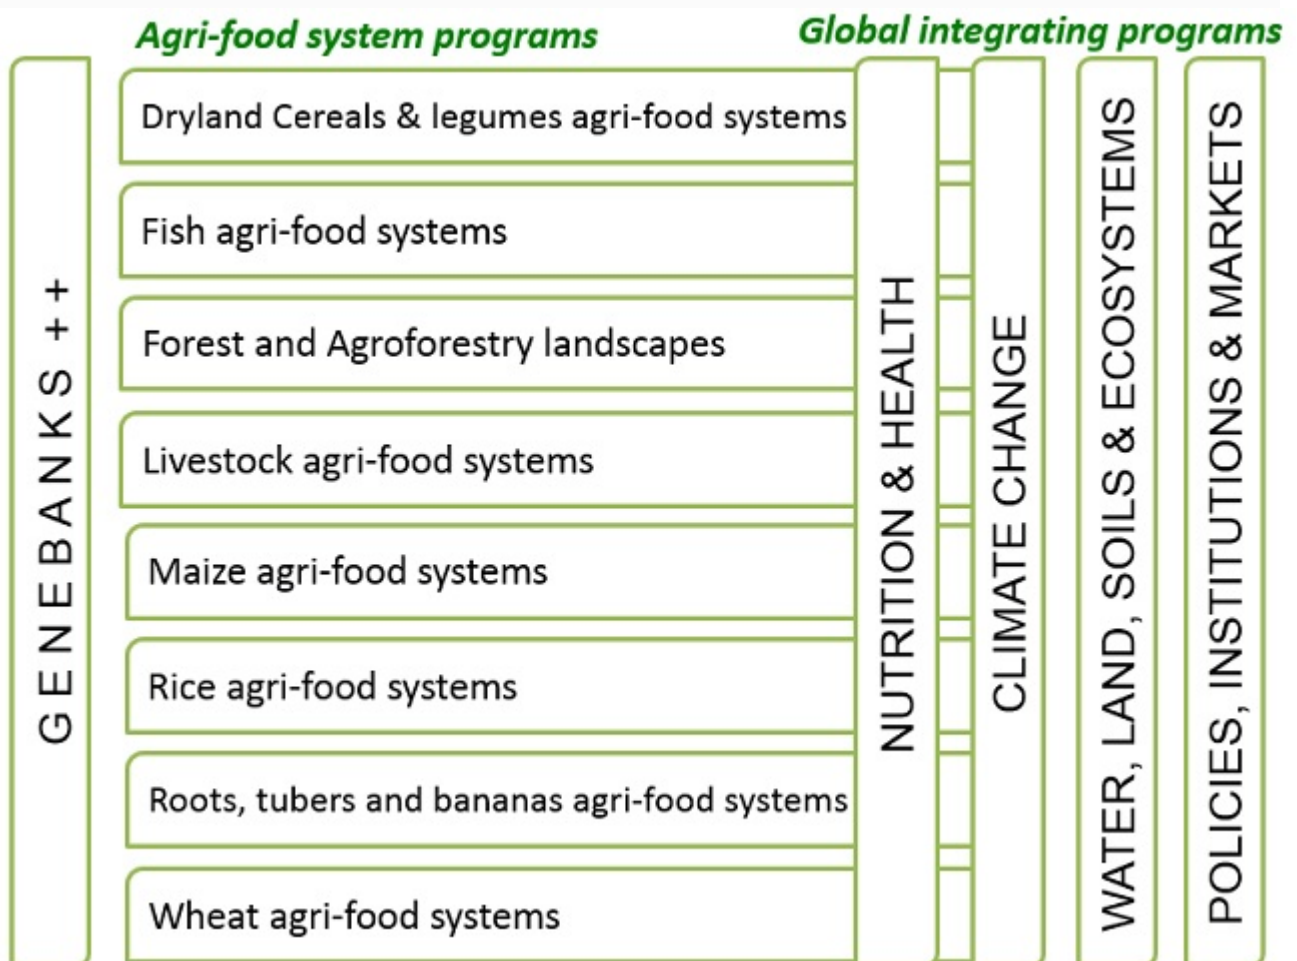 Agri-food system programs
Global integrating programs
GENEBANKS ++
Dryland Cereals & legumes agri-food systems
Fish agri-food systems
Forest and Agroforestry landscapes
Livestock agri-food systems
Maize agri-food systems
Rice agri-food systems
Roots, tubers and bananas agri-food systems
Wheat agri-food systems
NUTRITION & HEALTH
CLIMATE CHANGE
WATER, LAND, SOILS & ECOSYSTEMS
POLICIES, INSTITUTIONS & MARKETS